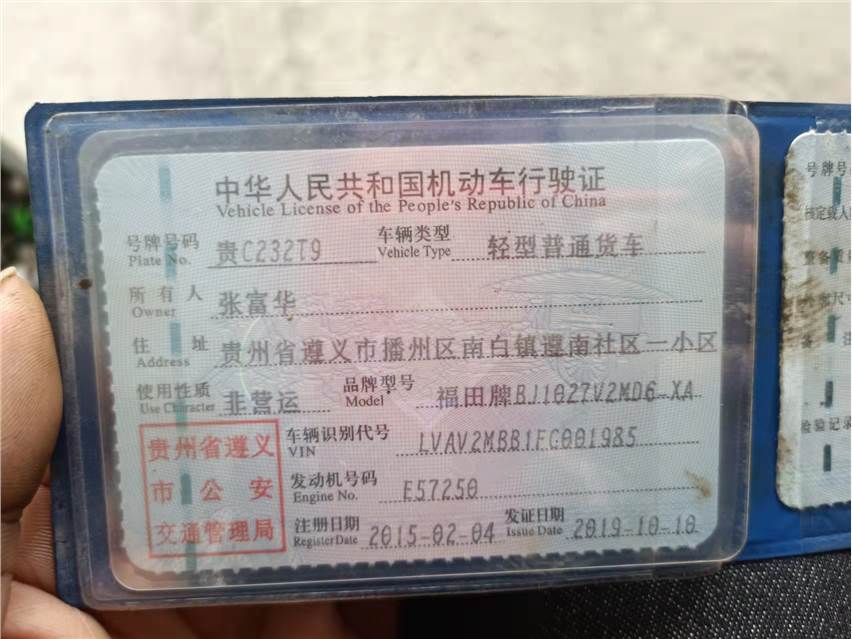 中华人民共和国机动车行驶证
Vehicle License of the People's Republic of China
号牌号码 贵C232T9 车辆类型 轻型普通货车
Plate No. Vehicle Type
所有人 张富华
Owner
住址 贵州省遵义市播州区南白镇遵南社区一小区
Address
使用性质 非营运 品牌型号 福田牌BJ1027V2MD6-XA
Use Character Model
贵州省遵义
市公安
交通管理局
车辆识别代号 LVAV2MBB1FC001985
VIN
发动机号码 E57250
Engine No.
注册日期 2015-02-04 发证日期 2019-10-10
Register Date Issue Date
号牌号
核定载人
整备质
检验记录